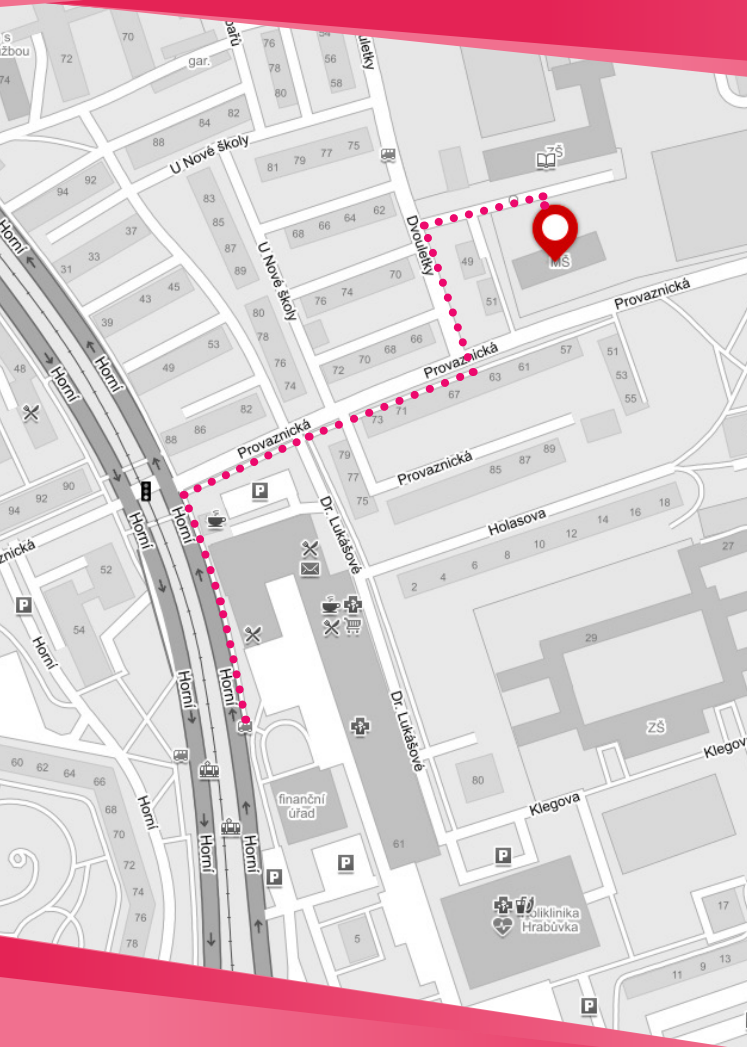 70
76
56
72
gar.
78
58
74
80
84
82
88
U Nové školy
81
79
77
75
ZŠ
94
92
83
68
66
64
62
85
37
Horní
87
Dvouletky
33
31
89
U Nové školy
49
MŠ
45
43
70
74
76
51
Provaznická
39
80
78
53
49
76
72
70
68
66
Provaznická
57
51
48
Horní
Horní
74
63
61
53
82
67
55
71
73
86
88
Provaznická
79
89
87
85
77
Provaznická
75
90
92
94
P
Horní
Horní
Dr. Lukášové
Holasova
18
16
14
12
10
8
6
4
2
27
52
P
54
29
Horní
Horní
Horní
Dr. Lukášové
ZŠ
Klegova
60
62
64
66
80
finanční
úřad
Klegova
68
Horní
70
61
72
Horní
Horní
P
P
P
74
76
78
5
Poliklinika
Hrabůvka
17
13
9
11
P